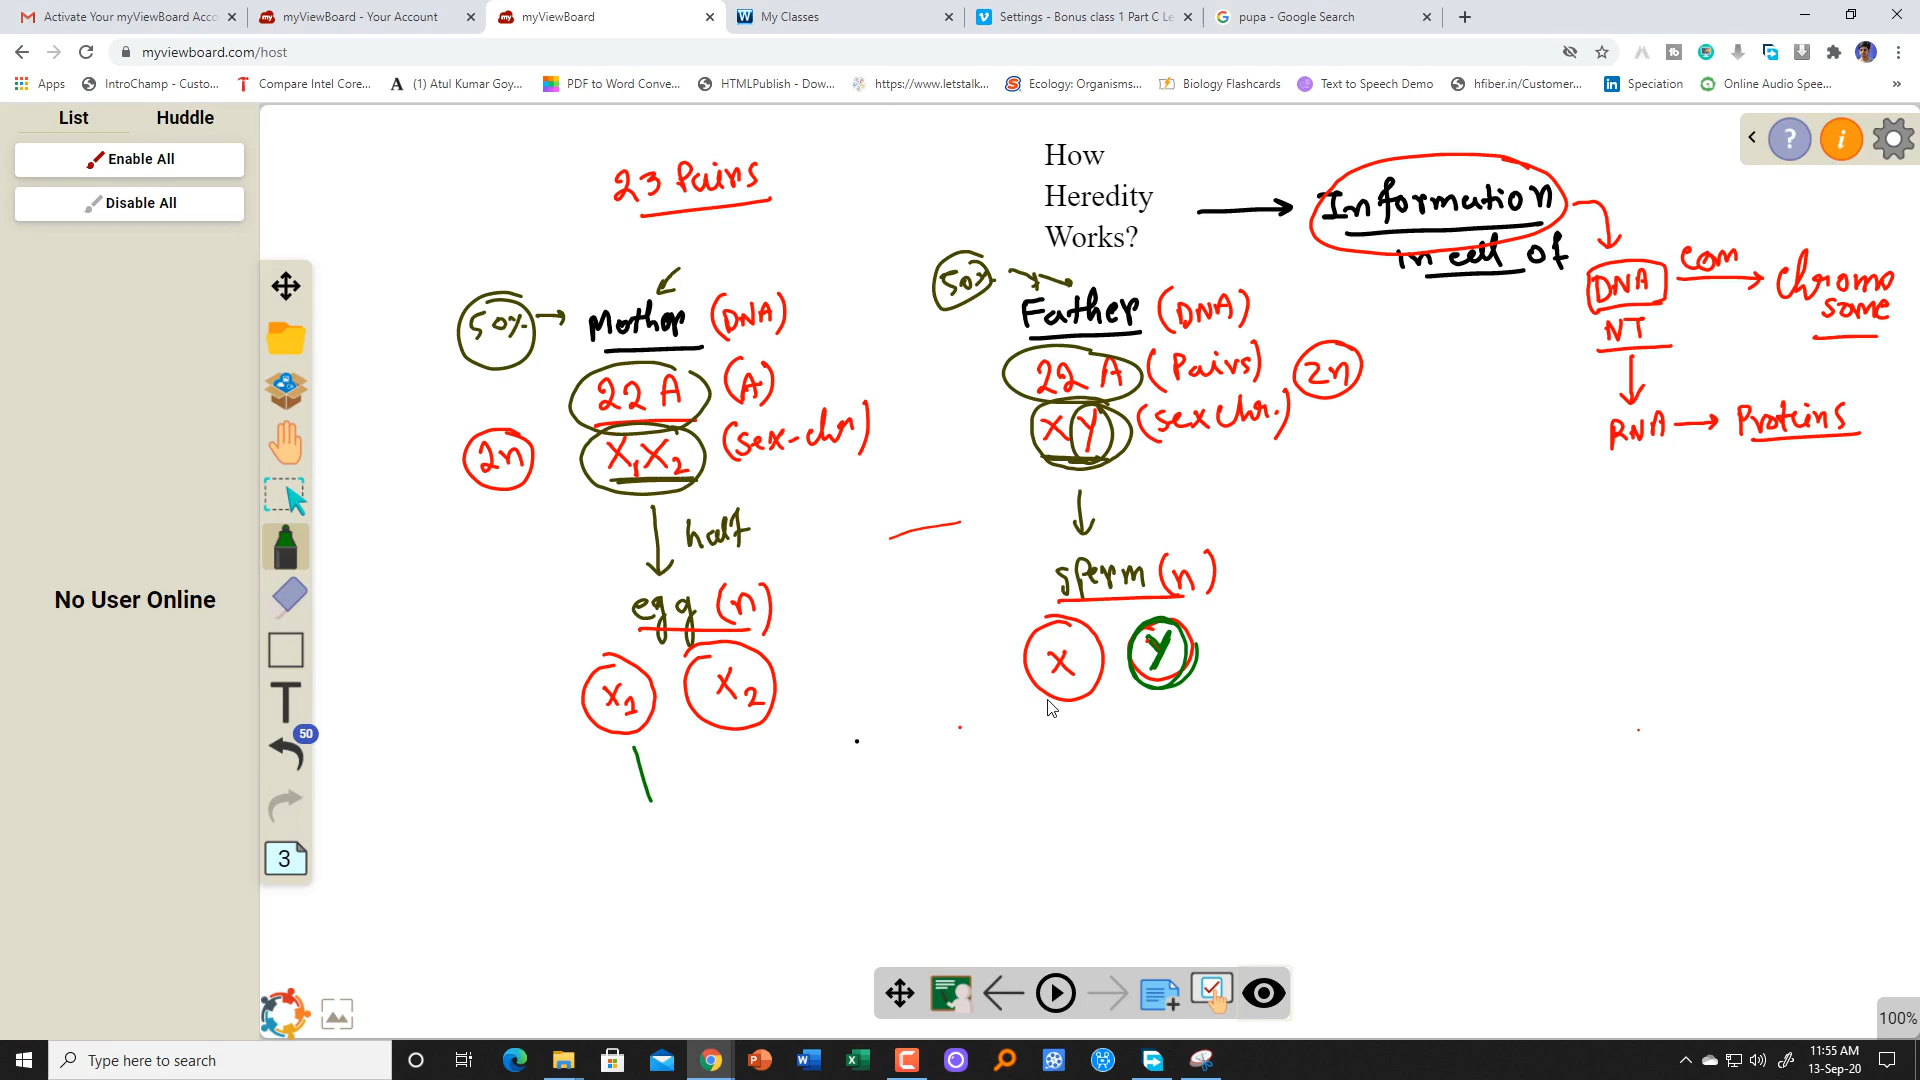 Activate Your myViewBoard Acco
myViewBoard - Your Account
myViewBoard
My Classes
Settings - Bonus class 1 Part C Le
pupa - Google Search
myviewboard.com/host
Apps
IntroChamp - Custo...
Compare Intel Core...
(1) Atul Kumar Goy...
PDF to Word Conve...
HTMLPublish - Dow...
https://www.letstalk...
Ecology: Organisms...
Biology Flashcards
Text to Speech Demo
hfiber.in/Customer...
Speciation
Online Audio Spee...
List
Huddle
Enable All
Disable All
No User Online
50
3
23 Pairs
How
Heredity
Works?
Information
in cell of
DNA
com
chromo
some
NT
RNA
Proteins
50%
Mother (DNA)
22 A (A)
2n
X1X2 (sex-chr)
half
egg (n)
X1
X2
50%
Father (DNA)
22 A (Pairs) 2n
XY (sex chr.)
sperm (n)
X
Y
100%
Type here to search
11:55 AM
13-Sep-20